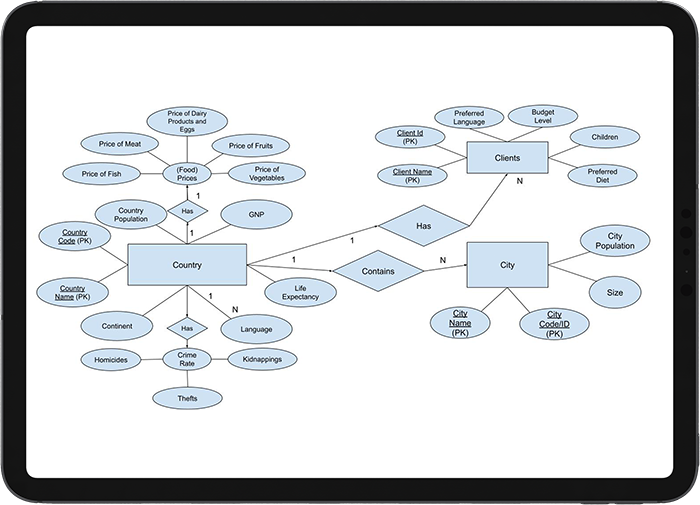 Price of Dairy
Products and
Eggs
Price of Meat
Price of Fruits
Price of Fish
(Food)
Prices
Price of
Vegetables
1
Has
1
Country
Population
GNP
Country
Code (PK)
Country
Name (PK)
Country
Life
Expectancy
Continent
1
N
Language
Has
Homicides
Crime
Rate
Kidnappings
Thefts
1
Has
N
1
Contains
N
Preferred
Language
Budget
Level
Client Id
(PK)
Client Name
(PK)
Clients
Children
Preferred
Diet
City
City
Population
Size
City
Name
(PK)
City
Code/ID
(PK)